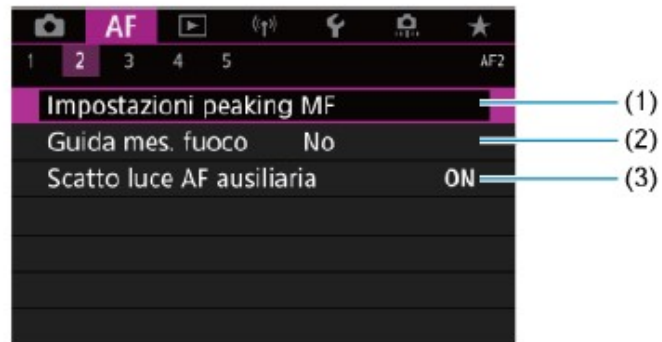 AF
1 2 3 4 5 AF2
Impostazioni peaking MF (1)
Guida mes. fuoco No (2)
Scatto luce AF ausiliaria ON (3)